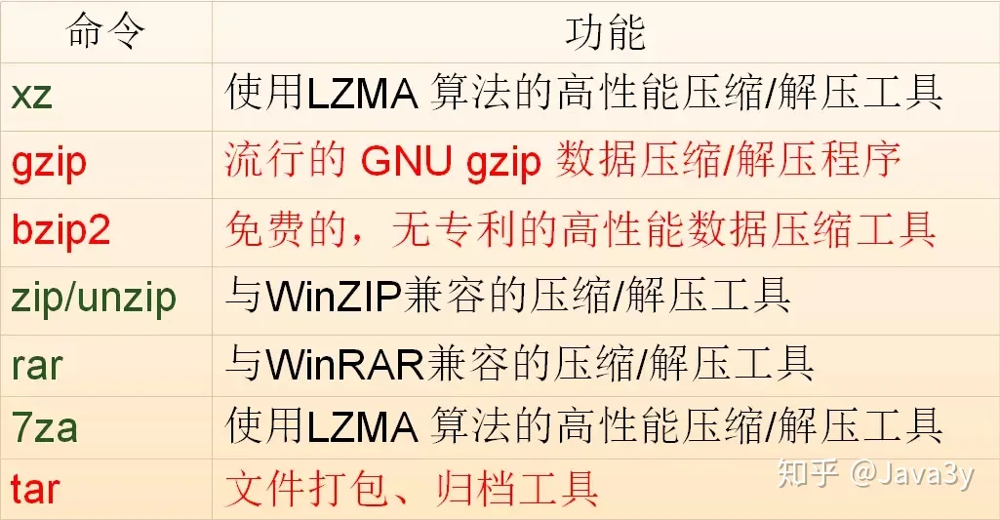 命令 功能
xz 使用LZMA 算法的高性能压缩/解压工具
gzip 流行的 GNU gzip 数据压缩/解压程序
bzip2 免费的，无专利的高性能数据压缩工具
zip/unzip 与WinZIP兼容的压缩/解压工具
rar 与WinRAR兼容的压缩/解压工具
7za 使用LZMA 算法的高性能压缩/解压工具
tar 文件打包、归档工具
知乎 @Java3y